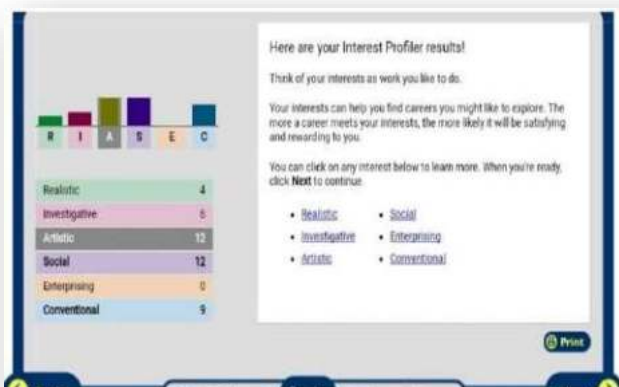 Here are your Interest Profiler results!
Think of your interests as work you like to do.
Your interests can help you find careers you might like to explore. The
more a career meets your interests, the more likely it will be satisfying
and rewarding to you.
You can click on any interest below to learn more. When you're ready,
click Next to continue
R I A S E C
Realistic 4
Investigative 6
Artistic 12
Social 12
Enterprising 0
Conventional 9
• Realistic • Social
• Investigative • Enterprising
• Artistic • Conventional
Print